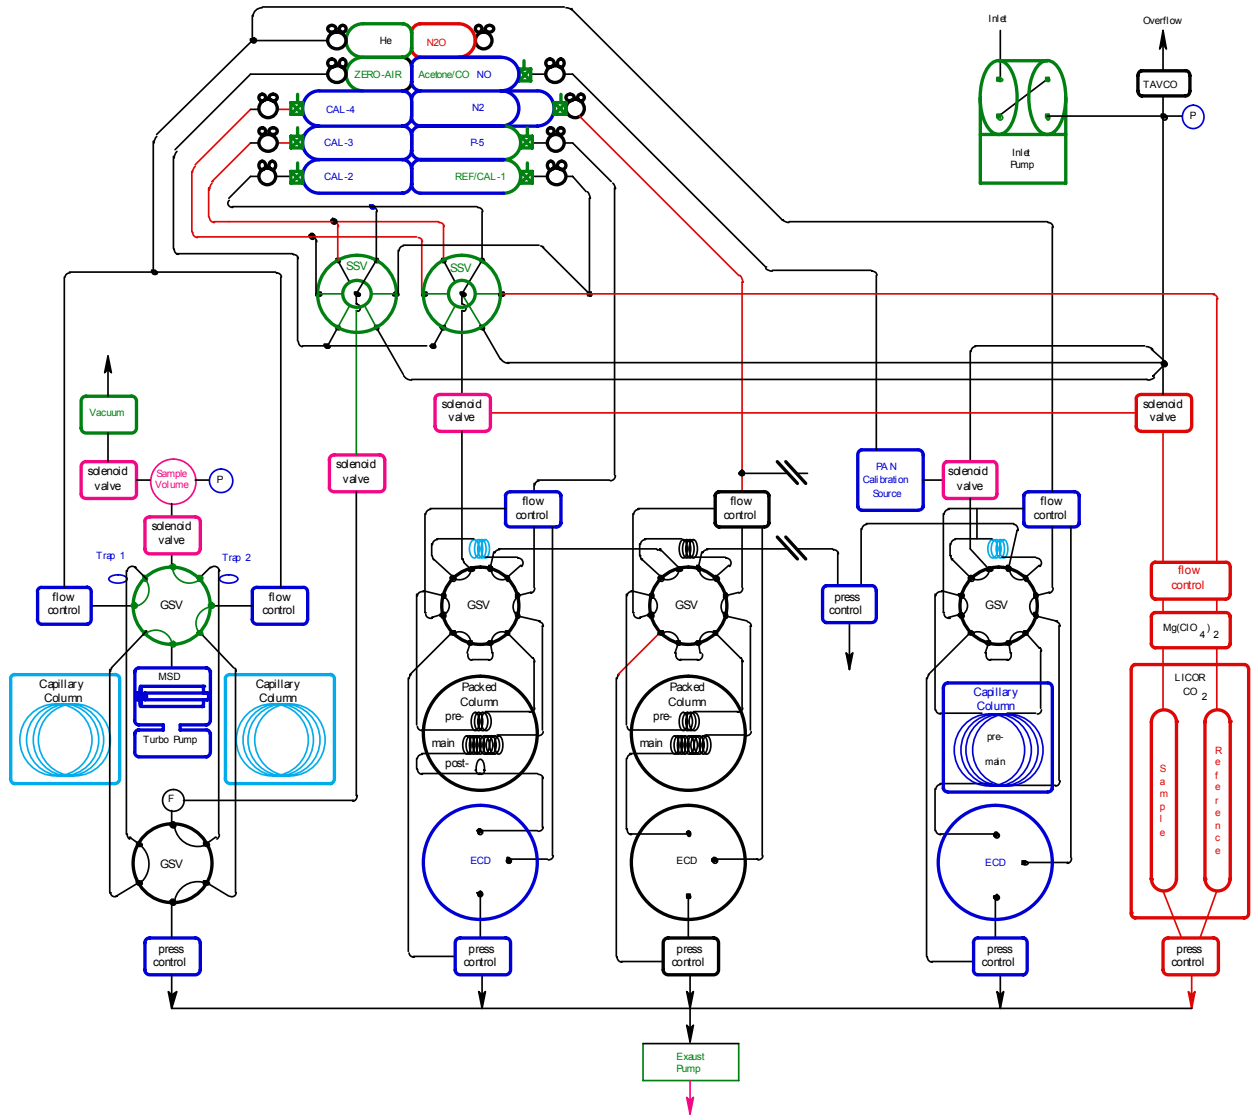 Inlet
Overflow
He
N2O
ZERO-AIR
Acetone/CO
NO
TAVCO
CAL-4
N2
P
CAL-3
P-5
Inlet
Pump
CAL-2
REF/CAL-1
SSV
SSV
Vacuum
solenoid
valve
solenoid
valve
solenoid
valve
Sample
Volume
P
solenoid
valve
PAN
Calibration
Source
solenoid
valve
flow
control
flow
control
flow
control
solenoid
valve
Trap 1
Trap 2
flow
control
GSV
flow
control
GSV
GSV
press
control
GSV
flow
control
Mg(ClO4)2
Capillary
Column
MSD
Turbo Pump
Capillary
Column
Packed
Column
pre-
main
post-
Packed
Column
pre-
main
Capillary
Column
pre-
main
LICOR
CO2
Sample
Reference
F
GSV
ECD
ECD
ECD
press
control
press
control
press
control
press
control
press
control
Exaust
Pump